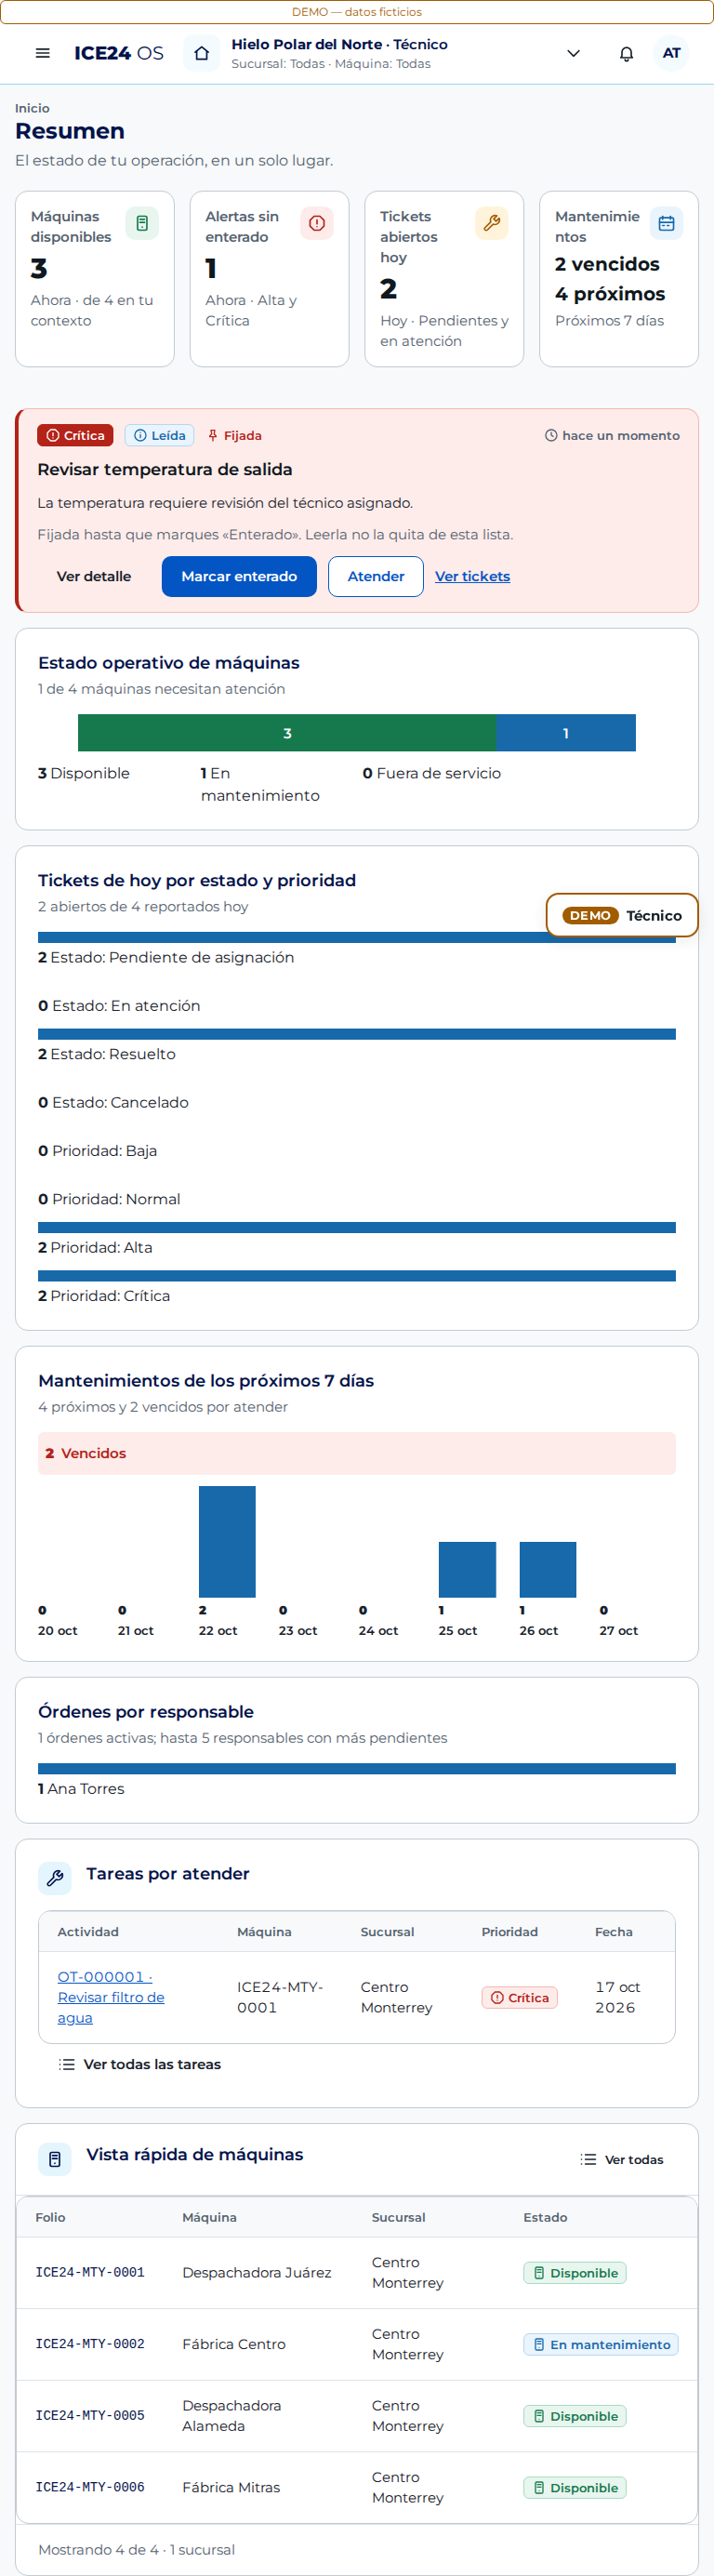 DEMO — datos ficticios
ICE24 OS
Hielo Polar del Norte · Técnico
Sucursal: Todas · Máquina: Todas
AT
Inicio
Resumen
El estado de tu operación, en un solo lugar.
Máquinas
disponibles
3
Ahora · de 4 en tu
contexto
Alertas sin
enterado
1
Ahora · Alta y
Crítica
Tickets
abiertos
hoy
2
Hoy · Pendientes y
en atención
Mantenimie
ntos
2 vencidos
4 próximos
Próximos 7 días
Crítica
Leída
Fijada
hace un momento
Revisar temperatura de salida
La temperatura requiere revisión del técnico asignado.
Fijada hasta que marques «Enterado». Leerla no la quita de esta lista.
Ver detalle
Marcar enterado
Atender
Ver tickets
Estado operativo de máquinas
1 de 4 máquinas necesitan atención
3
1
3 Disponible
1 En
mantenimiento
0 Fuera de servicio
Tickets de hoy por estado y prioridad
2 abiertos de 4 reportados hoy
DEMO Técnico
2 Estado: Pendiente de asignación
0 Estado: En atención
2 Estado: Resuelto
0 Estado: Cancelado
0 Prioridad: Baja
0 Prioridad: Normal
2 Prioridad: Alta
2 Prioridad: Crítica
Mantenimientos de los próximos 7 días
4 próximos y 2 vencidos por atender
2 Vencidos
0
20 oct
0
21 oct
2
22 oct
0
23 oct
0
24 oct
1
25 oct
1
26 oct
0
27 oct
Órdenes por responsable
1 órdenes activas; hasta 5 responsables con más pendientes
1 Ana Torres
Tareas por atender
Actividad Máquina Sucursal Prioridad Fecha
OT-000001 ·
Revisar filtro de
agua
ICE24-MTY-
0001
Centro
Monterrey
Crítica
17 oct
2026
Ver todas las tareas
Vista rápida de máquinas
Ver todas
Folio Máquina Sucursal Estado
ICE24-MTY-0001
Despachadora Juárez
Centro
Monterrey
Disponible
ICE24-MTY-0002
Fábrica Centro
Centro
Monterrey
En mantenimiento
ICE24-MTY-0005
Despachadora
Alameda
Centro
Monterrey
Disponible
ICE24-MTY-0006
Fábrica Mitras
Centro
Monterrey
Disponible
Mostrando 4 de 4 · 1 sucursal